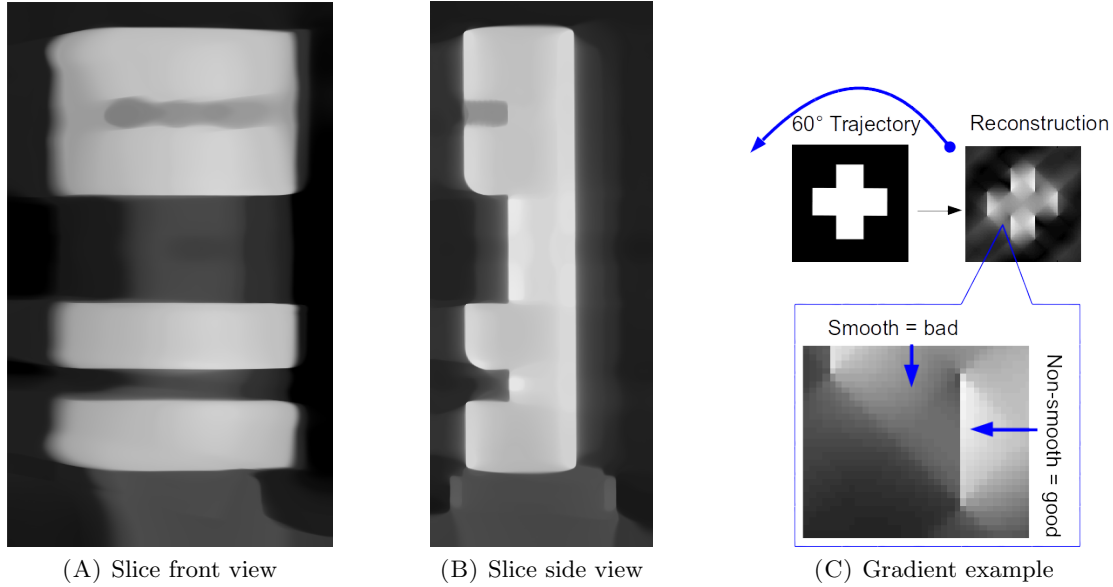 60° Trajectory
Reconstruction
Smooth = bad
Non-smooth = good
(A) Slice front view
(B) Slice side view
(C) Gradient example